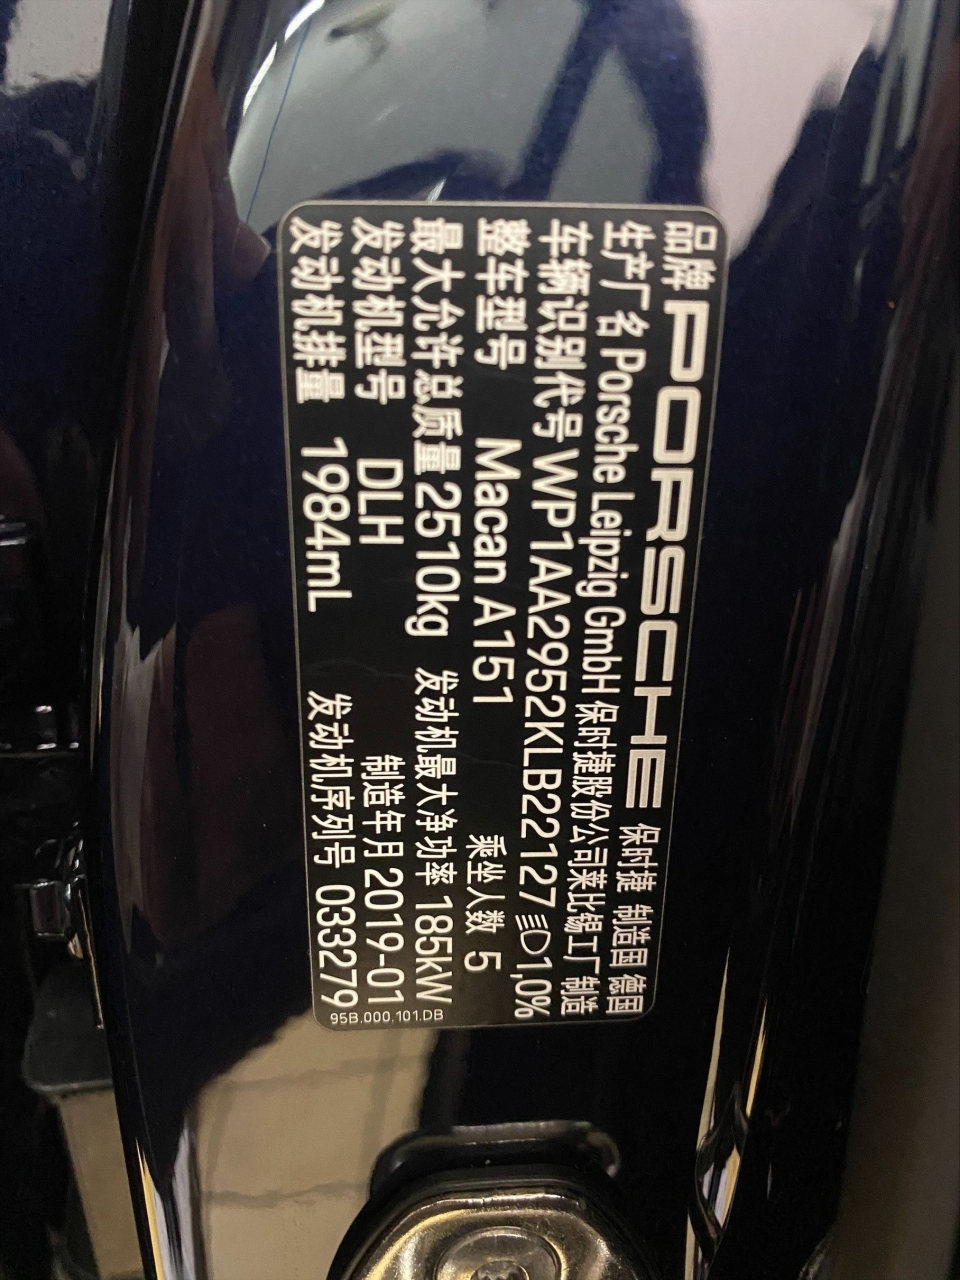 品牌 PORSCHE 保时捷 制造国 德国
生产厂名 Porsche Leipzig GmbH 保时捷股份公司莱比锡工厂制造
车辆识别代号 WP1AA2952KLB22127 1,0%
整车型号 Macan A151 乘坐人数 5
最大允许总质量 2510kg 发动机最大净功率 185kW
发动机型号 DLH 制造年月 2019-01
发动机排量 1984mL 发动机序列号 033279
95B.000.101.DB